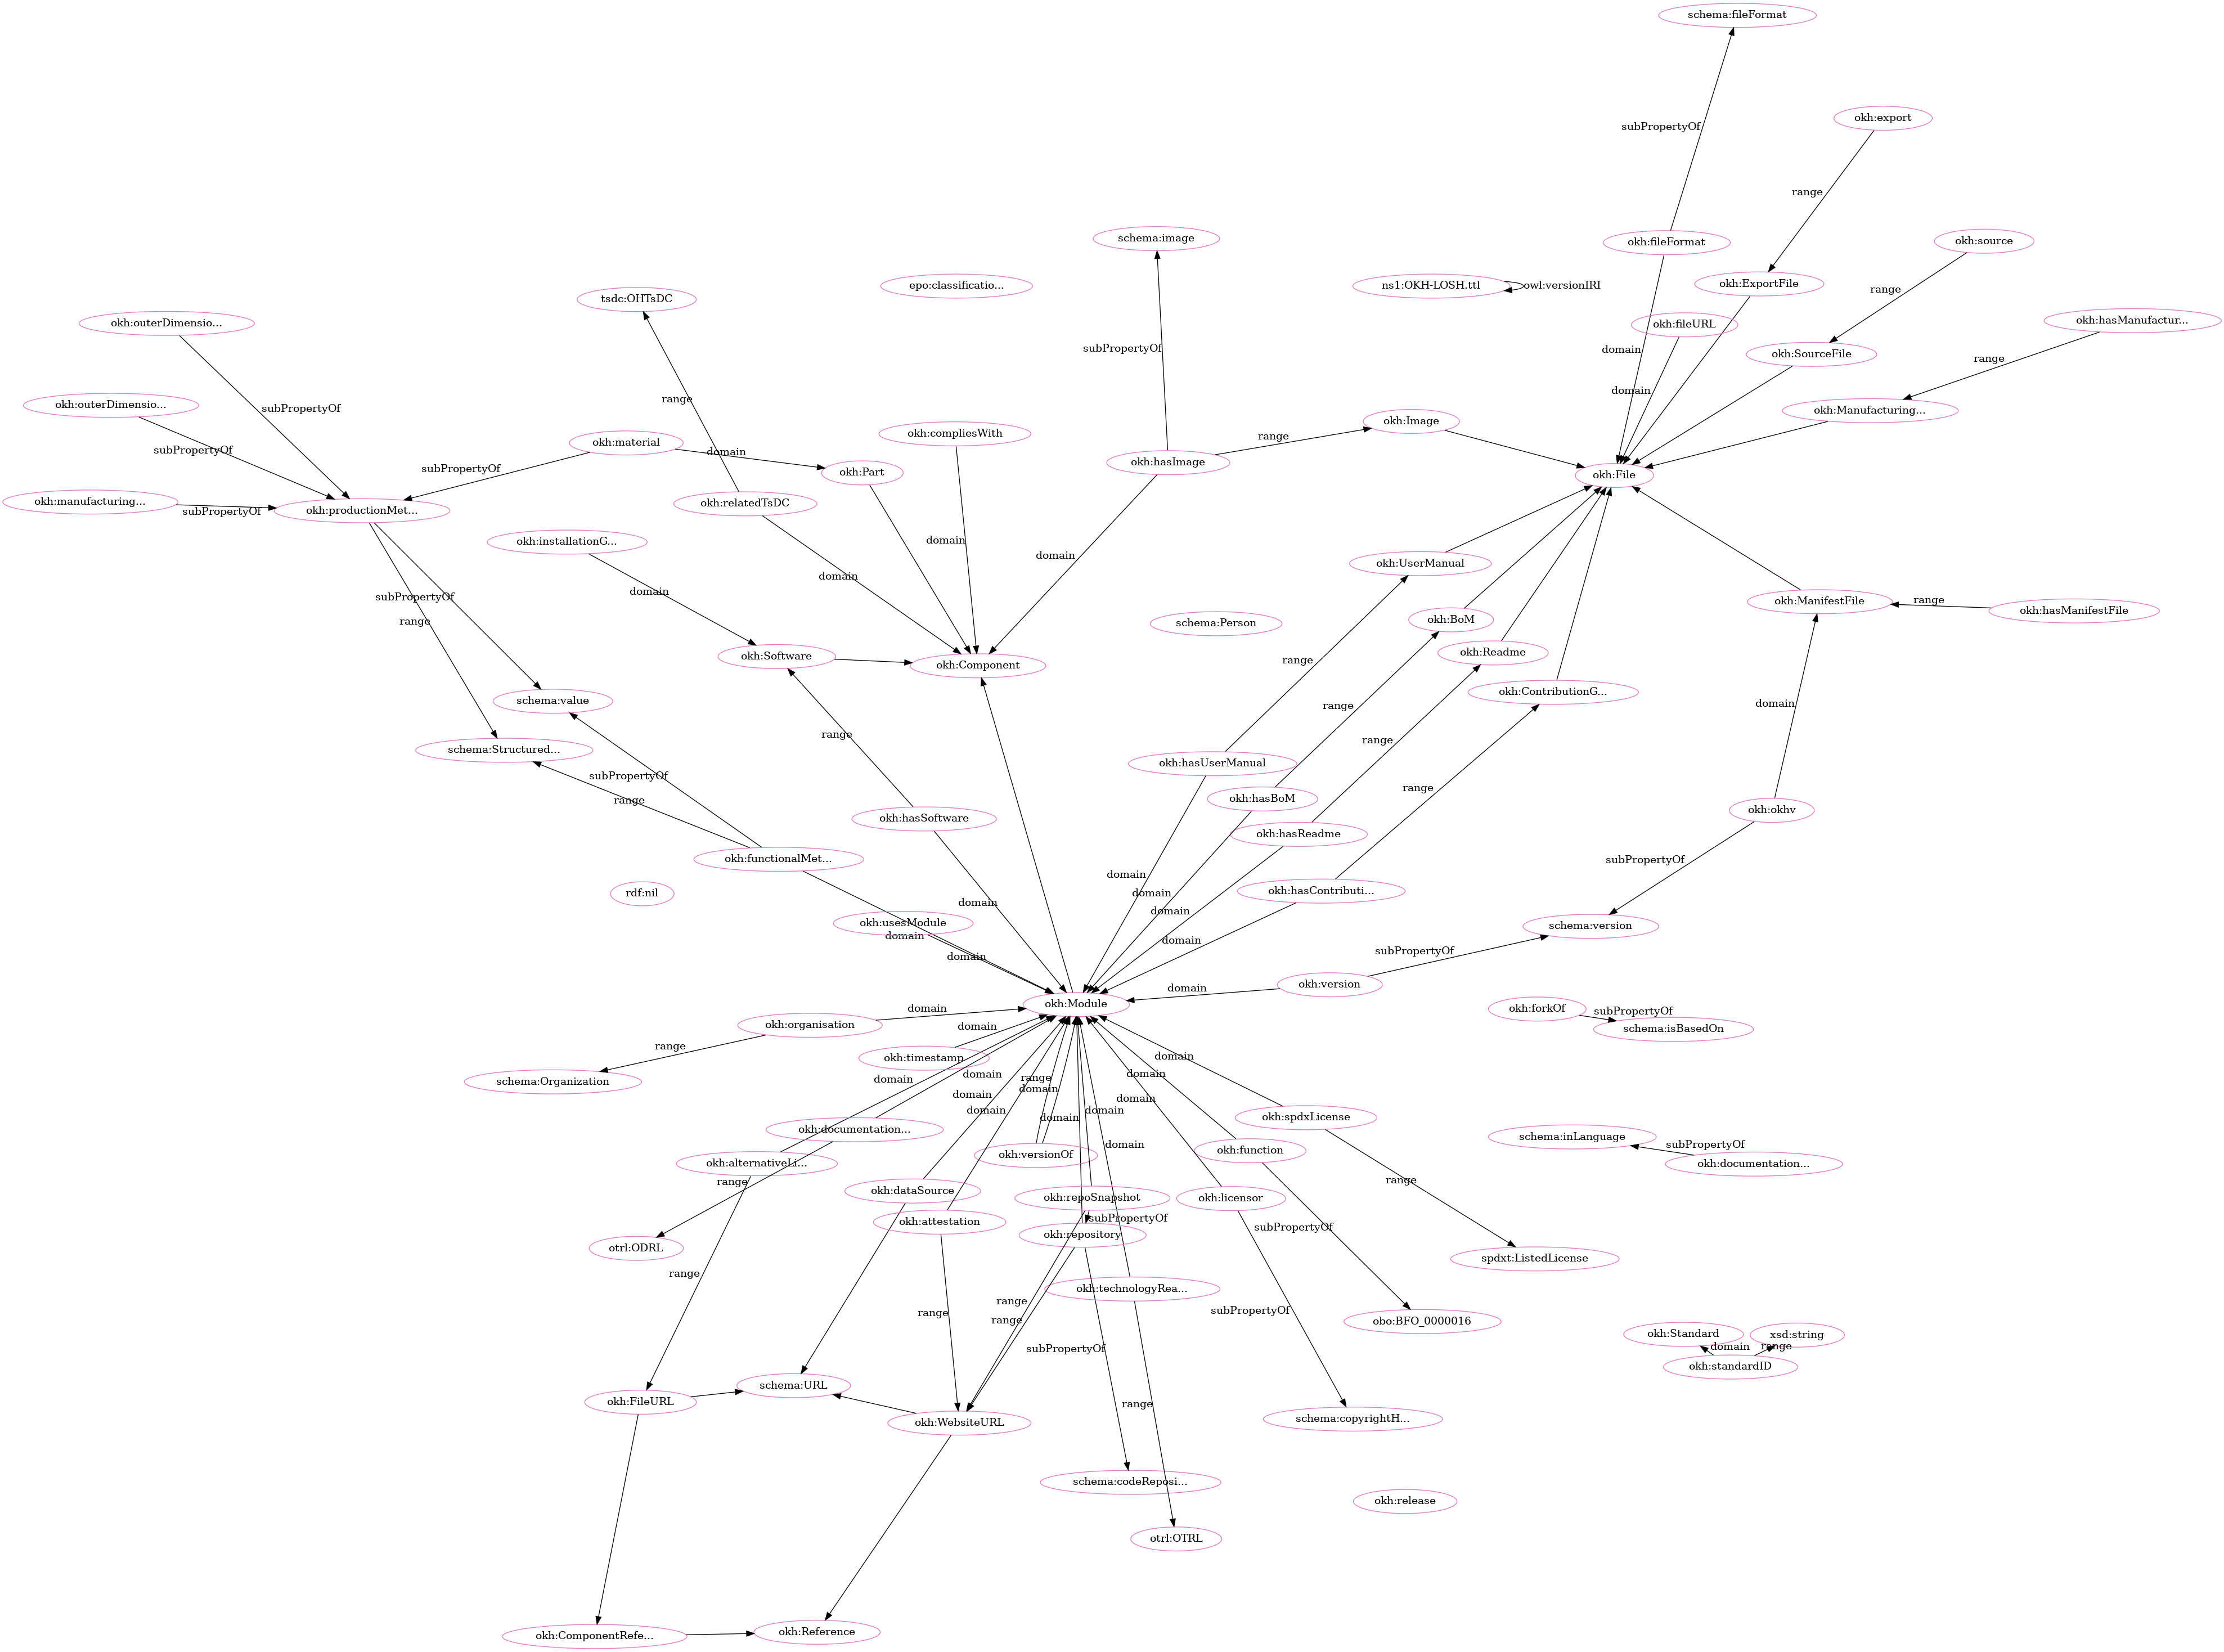 schema:fileFormat
okh:export
subPropertyOf
range
schema:image
okh:fileFormat
okh:source
epo:classificatio...
ns1:OKH-LOSH.ttl
owl:versionIRI
okh:ExportFile
range
tsdc:OHTsDC
okh:outerDimensio...
okh:fileURL
okh:hasManufactur...
subPropertyOf
domain
okh:SourceFile
range
okh:outerDimensio...
subPropertyOf
range
domain
okh:Manufacturing...
okh:material
okh:compliesWith
okh:Image
range
subPropertyOf
domain
subPropertyOf
okh:Part
okh:hasImage
okh:File
okh:manufacturing...
subPropertyOf
okh:productionMet...
okh:relatedTsDC
okh:installationG...
domain
domain
okh:UserManual
domain
domain
subPropertyOf
range
schema:Person
okh:BoM
okh:ManifestFile
range
okh:hasManifestFile
okh:Software
okh:Component
range
okh:Readme
schema:value
okh:ContributionG...
range
domain
range
range
schema:Structured...
okh:hasUserManual
subPropertyOf
range
okh:hasSoftware
okh:hasBoM
range
okh:okhv
okh:hasReadme
okh:functionalMet...
subPropertyOf
rdf:nil
domain
domain
okh:hasContributi...
domain
domain
okh:usesModule
domain
domain
domain
schema:version
subPropertyOf
okh:version
domain
okh:Module
domain
okh:organisation
domain
okh:forkOf
subPropertyOf
schema:isBasedOn
range
okh:timestamp
schema:Organization
domain
domain
range
domain
domain
domain
domain
domain
domain
domain
domain
domain
domain
okh:spdxLicense
okh:documentation...
schema:inLanguage
subPropertyOf
okh:documentation...
okh:alternativeLi...
okh:versionOf
okh:function
range
okh:dataSource
okh:repoSnapshot
okh:licensor
range
okh:attestation
subPropertyOf
subPropertyOf
okh:repository
otrl:ODRL
spdxt:ListedLicense
range
okh:technologyRea...
range
range
range
subPropertyOf
obo:BFO_0000016
okh:Standard
xsd:string
domain
range
okh:standardID
subPropertyOf
schema:URL
okh:FileURL
range
okh:WebsiteURL
schema:copyrightH...
schema:codeReposi...
okh:release
otrl:OTRL
okh:ComponentRefe...
okh:Reference